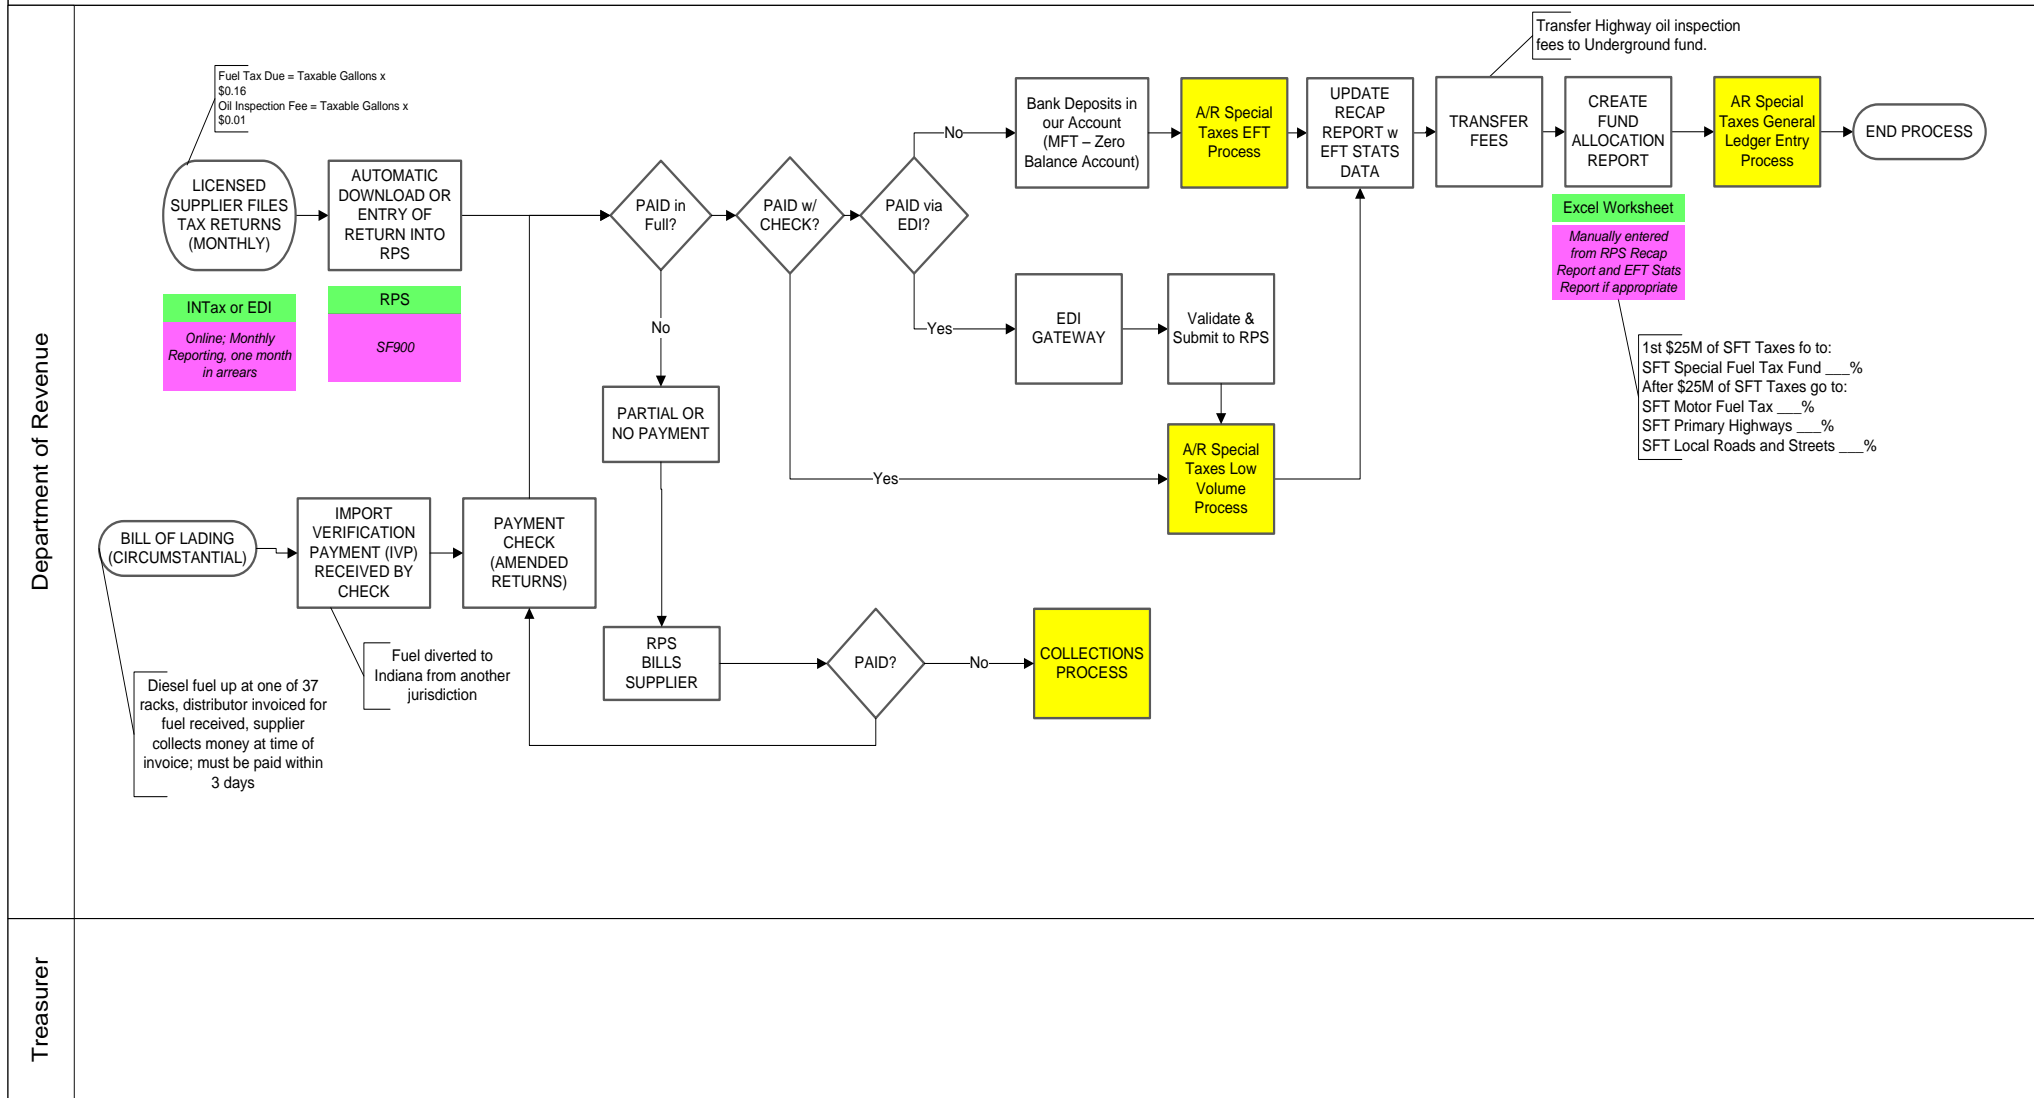 Department of Revenue
Treasurer
Fuel Tax Due = Taxable Gallons x
$0.16
Oil Inspection Fee = Taxable Gallons x
$0.01
LICENSED
SUPPLIER FILES
TAX RETURNS
(MONTHLY)
INTax or EDI
Online; Monthly
Reporting, one month
in arrears
AUTOMATIC
DOWNLOAD OR
ENTRY OF
RETURN INTO
RPS
RPS
SF900
PAID in
Full?
No
PAID w/
CHECK?
Yes
PAID via
EDI?
No
Yes
Bank Deposits in
our Account
(MFT – Zero
Balance Account)
A/R Special
Taxes EFT
Process
UPDATE
RECAP
REPORT w
EFT STATS
DATA
Transfer Highway oil inspection
fees to Underground fund.
TRANSFER
FEES
CREATE
FUND
ALLOCATION
REPORT
Excel Worksheet
Manually entered
from RPS Recap
Report and EFT Stats
Report if appropriate
1st $25M of SFT Taxes fo to:
SFT Special Fuel Tax Fund ___%
After $25M of SFT Taxes go to:
SFT Motor Fuel Tax ___%
SFT Primary Highways ___%
SFT Local Roads and Streets ___%
AR Special
Taxes General
Ledger Entry
Process
END PROCESS
EDI
GATEWAY
Validate &
Submit to RPS
A/R Special
Taxes Low
Volume
Process
PARTIAL OR
NO PAYMENT
BILL OF LADING
(CIRCUMSTANTIAL)
IMPORT
VERIFICATION
PAYMENT (IVP)
RECEIVED BY
CHECK
PAYMENT
CHECK
(AMENDED
RETURNS)
Diesel fuel up at one of 37
racks, distributor invoiced for
fuel received, supplier
collects money at time of
invoice; must be paid within
3 days
Fuel diverted to
Indiana from another
jurisdiction
RPS
BILLS
SUPPLIER
PAID?
No
COLLECTIONS
PROCESS